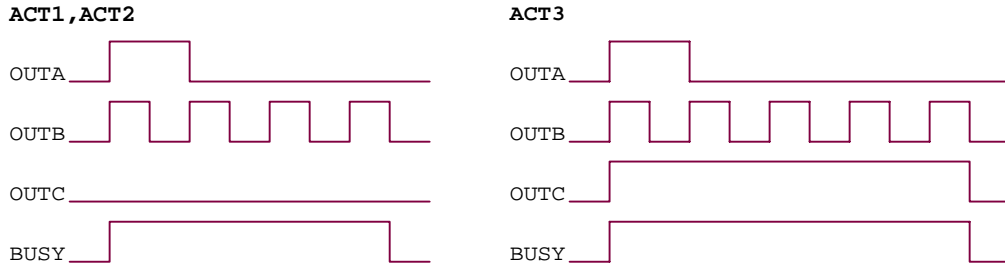 ACT1,ACT2
OUTA
OUTB
OUTC
BUSY
ACT3
OUTA
OUTB
OUTC
BUSY